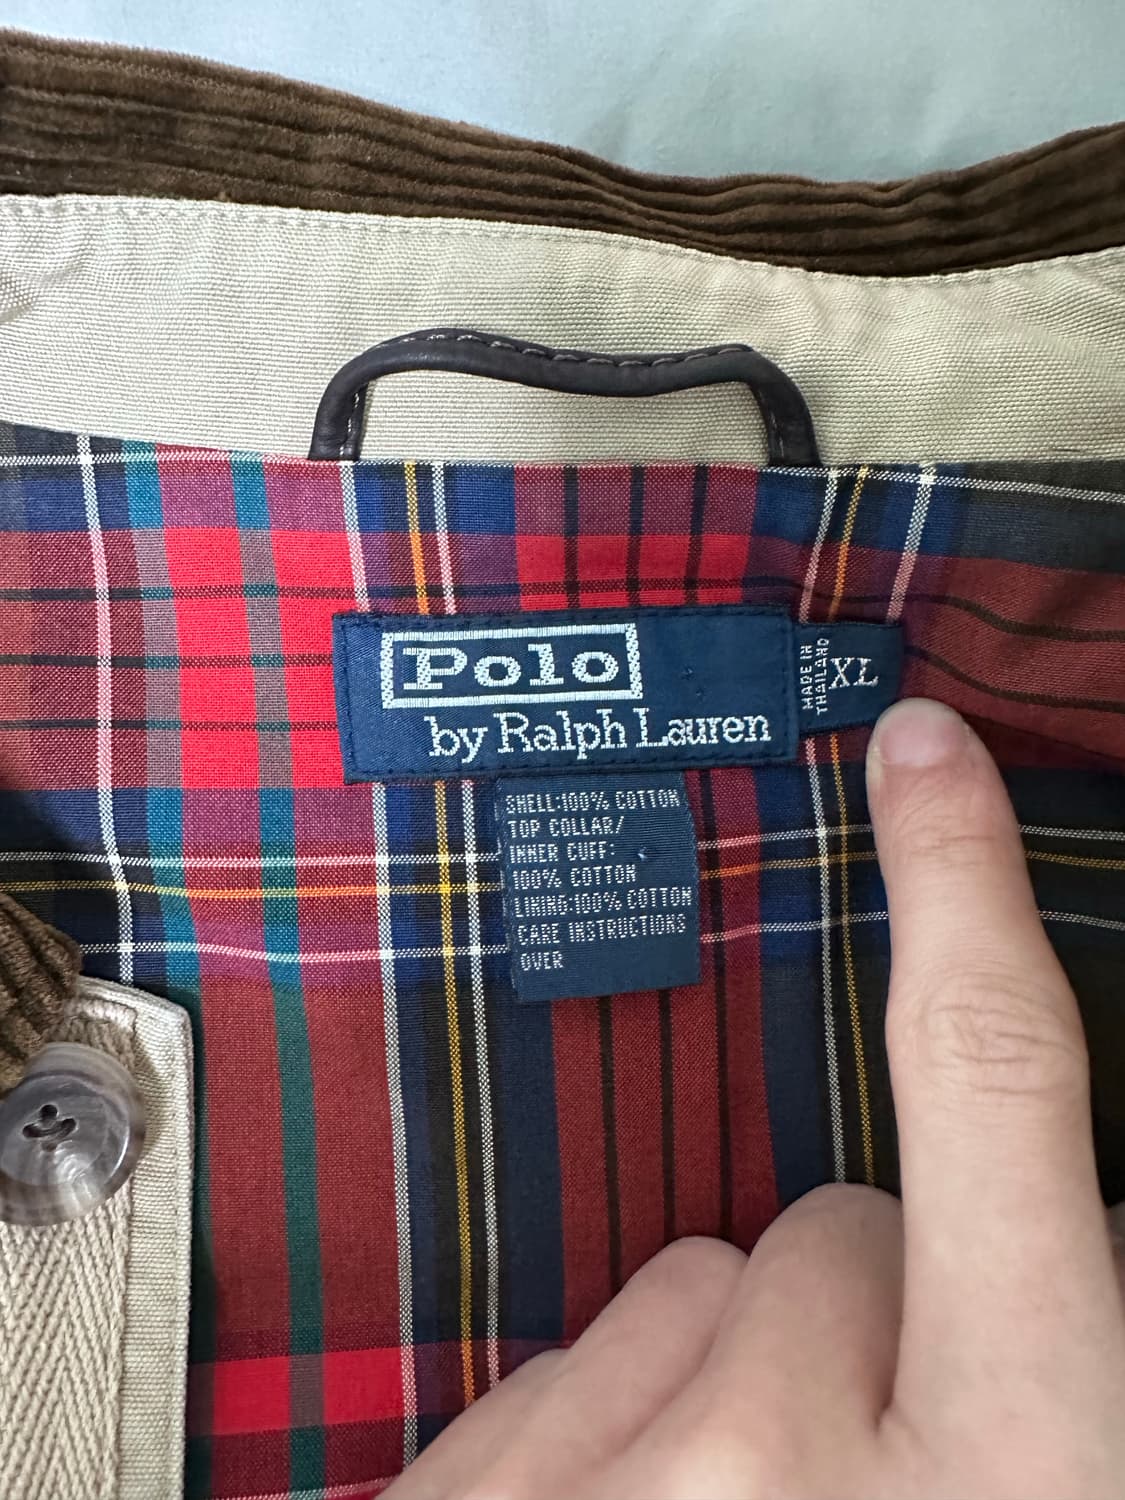 Polo
by Ralph Lauren
MADE IN
THAILAND
XL
SHELL:100% COTTON
TOP COLLAR/
INNER CUFF:
100% COTTON
LINING:100% COTTON
CARE INSTRUCTIONS
OVER